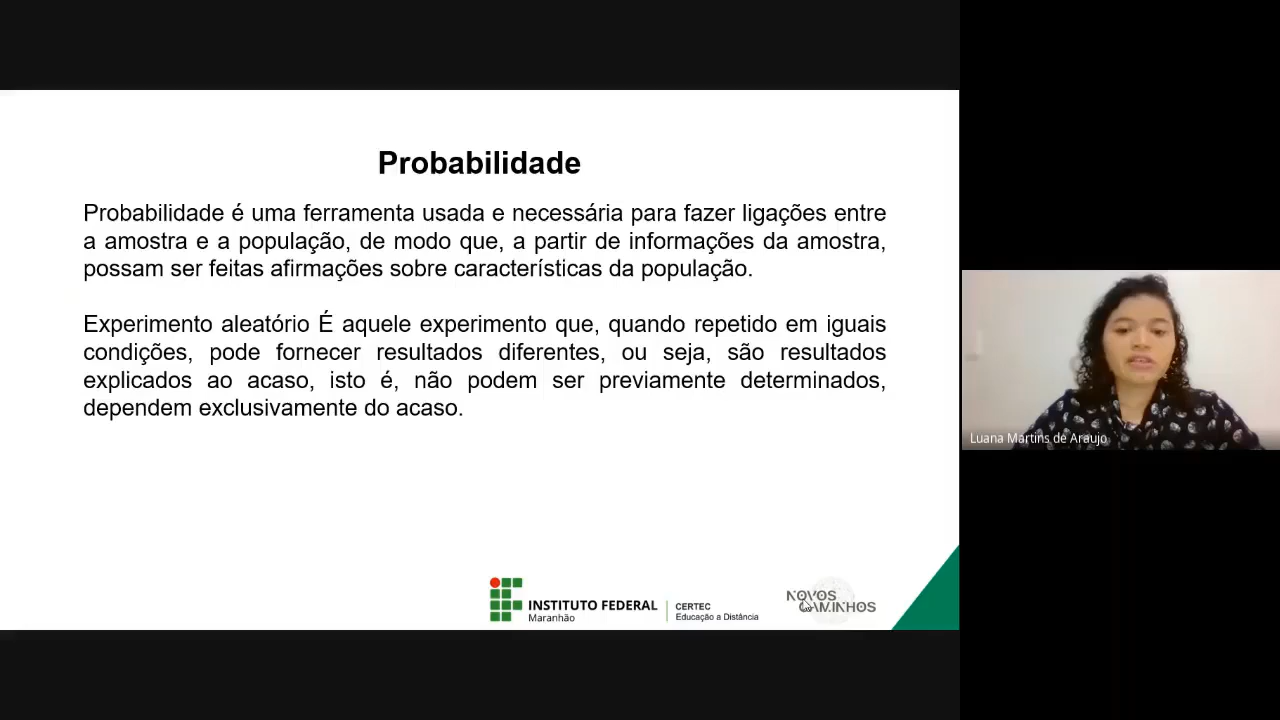 Probabilidade
Probabilidade é uma ferramenta usada e necessária para fazer ligações entre
a amostra e a população, de modo que, a partir de informações da amostra,
possam ser feitas afirmações sobre características da população.
Experimento aleatório É aquele experimento que, quando repetido em iguais
condições, pode fornecer resultados diferentes, ou seja, são resultados
explicados ao acaso, isto é, não podem ser previamente determinados,
dependem exclusivamente do acaso.
Luana Martins de Araujo
INSTITUTO FEDERAL
Maranhão
CERTEC
Educação a Distância
NOVOS
CAMINHOS